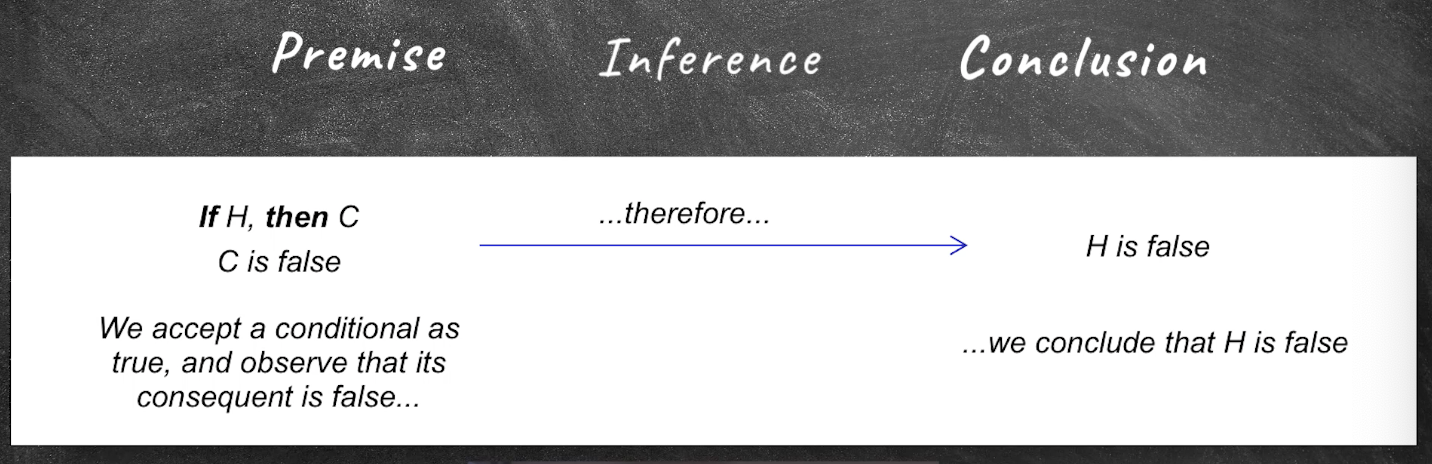 Premise Inference Conclusion
If H, then C
C is false
...therefore...
H is false
We accept a conditional as
true, and observe that its
consequent is false...
...we conclude that H is false